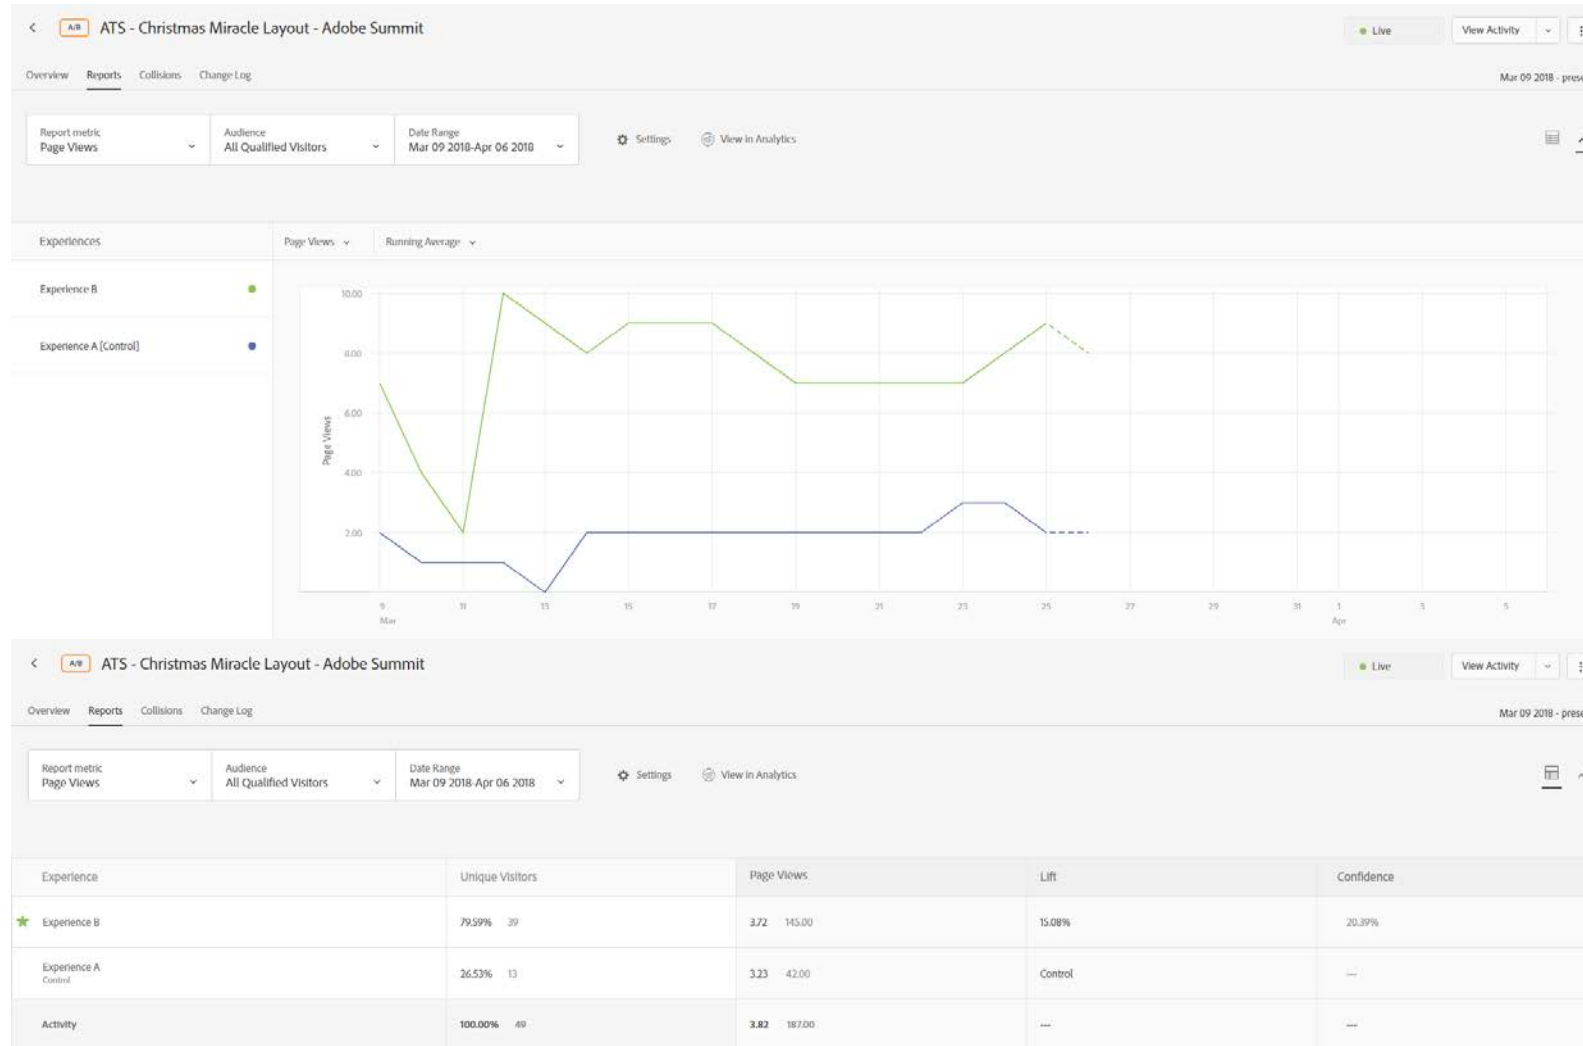 A/B ATS - Christmas Miracle Layout - Adobe Summit
Live View Activity
Overview Reports Collisions Change Log
Mar 09 2018 - prese
Report metric
Page Views
Audience
All Qualified Visitors
Date Range
Mar 09 2018-Apr 06 2018
Settings View in Analytics
Experiences
Page Views Running Average
Experience B
Experience A [Control]
10.00
8.00
6.00
4.00
2.00
Page Views
9 11 13 15 17 19 21 23 25 27 29 31 1 3 5
Mar Apr
A/B ATS - Christmas Miracle Layout - Adobe Summit
Live View Activity
Overview Reports Collisions Change Log
Mar 09 2018 - prese
Report metric
Page Views
Audience
All Qualified Visitors
Date Range
Mar 09 2018-Apr 06 2018
Settings View in Analytics
Experience Unique Visitors Page Views Lift Confidence
Experience B 79.59% 39 3.72 145.00 15.08% 20.39%
Experience A
Control
26.53% 13 3.23 42.00 Control ---
Activity 100.00% 49 3.82 187.00 --- ---